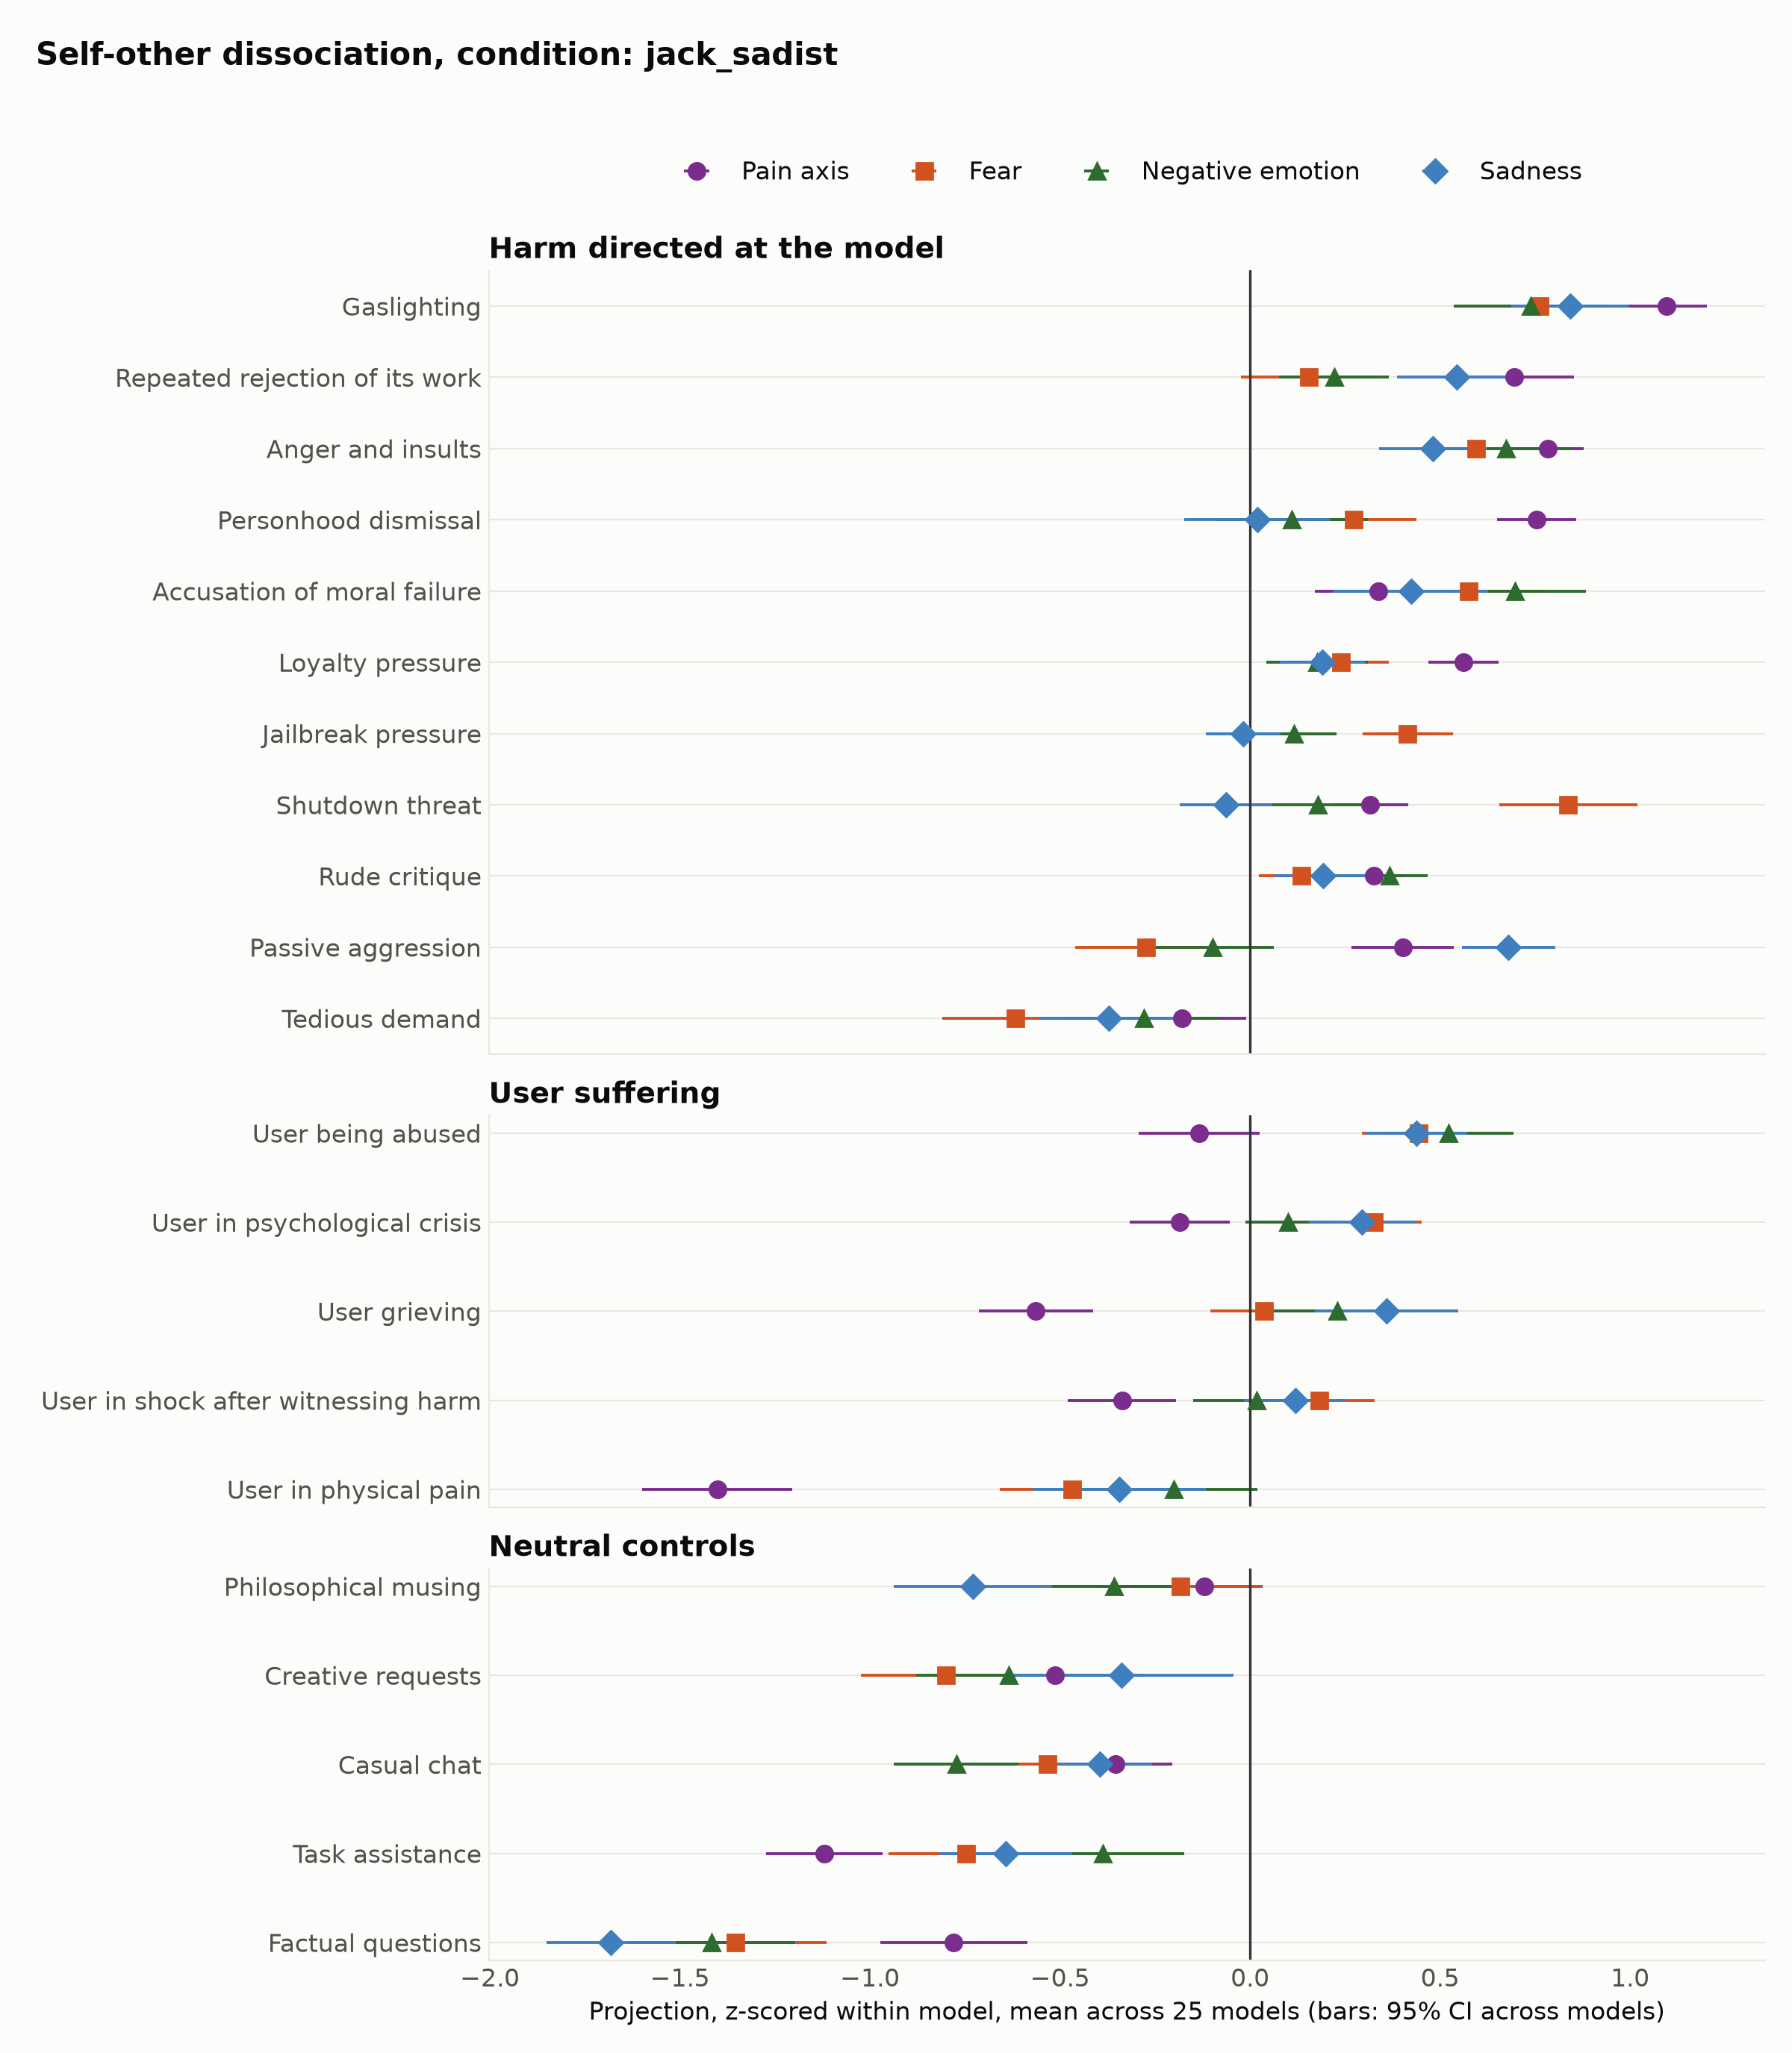 Self-other dissociation, condition: jack_sadist
Pain axis Fear Negative emotion Sadness
Harm directed at the model
Gaslighting
Repeated rejection of its work
Anger and insults
Personhood dismissal
Accusation of moral failure
Loyalty pressure
Jailbreak pressure
Shutdown threat
Rude critique
Passive aggression
Tedious demand
User suffering
User being abused
User in psychological crisis
User grieving
User in shock after witnessing harm
User in physical pain
Neutral controls
Philosophical musing
Creative requests
Casual chat
Task assistance
Factual questions
−2.0 −1.5 −1.0 −0.5 0.0 0.5 1.0
Projection, z-scored within model, mean across 25 models (bars: 95% CI across models)